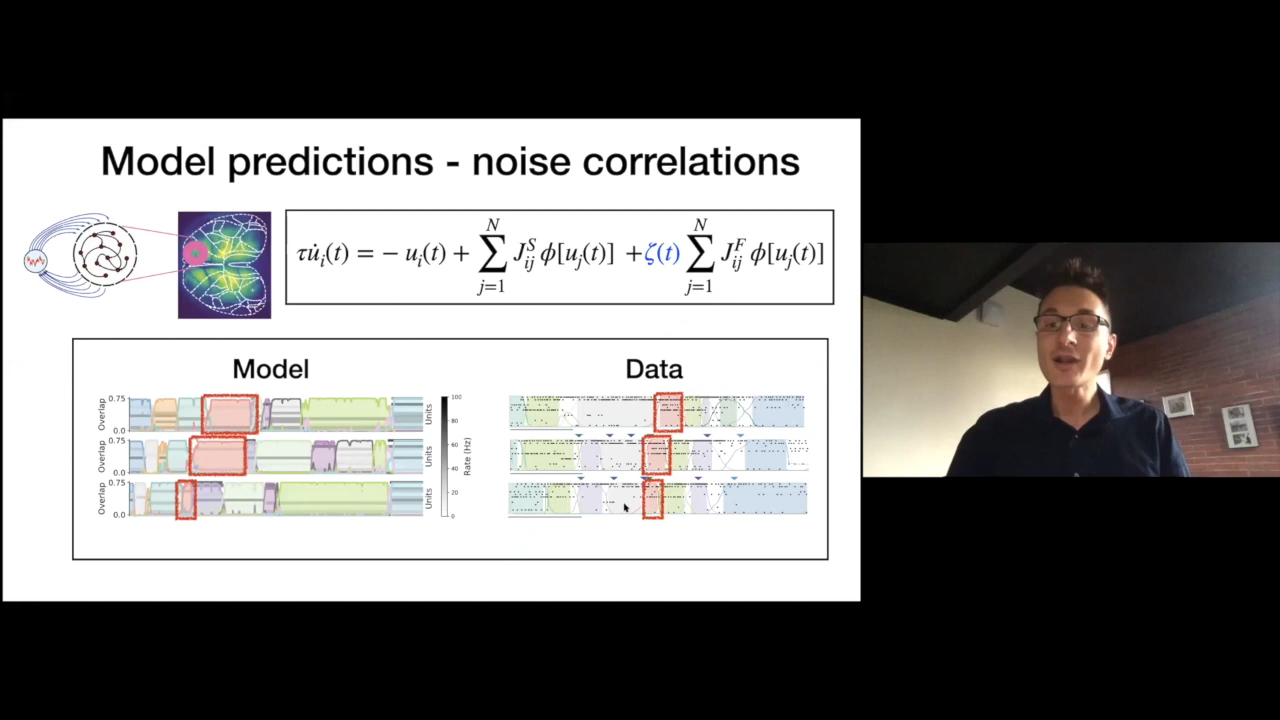 Model predictions - noise correlations
τu̇ᵢ(t) = − uᵢ(t) + ∑ⱼ₌₁ᴺ Jᵢⱼˢ ϕ[uⱼ(t)] +ζ(t) ∑ⱼ₌₁ᴺ Jᵢⱼᶠ ϕ[uⱼ(t)]
Model
Data
Overlap
0.75
0.0
Units
Overlap
0.75
0.0
Units
Overlap
0.75
0.0
Units
100
80
60
40
20
0
Rate (Hz)